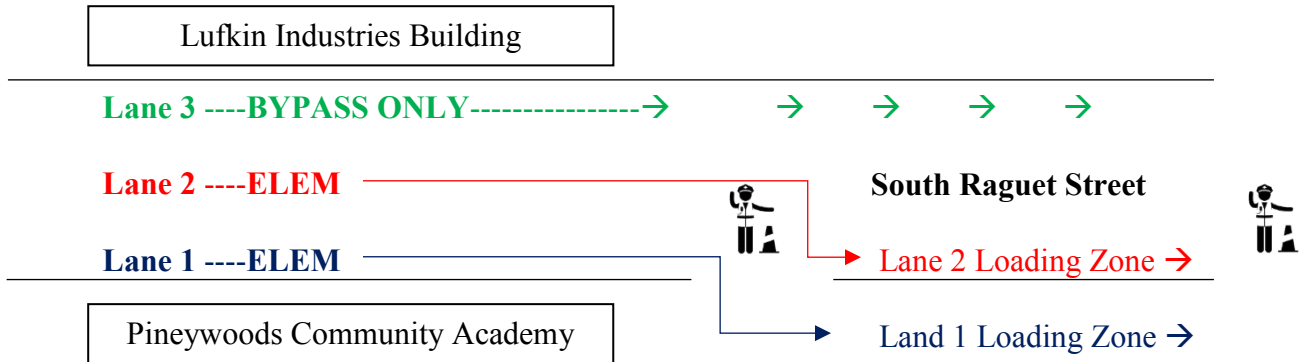 Lufkin Industries Building
Lane 3 ----BYPASS ONLY----------------→ → → → →
Lane 2 ----ELEM
South Raguet Street
Lane 1 ----ELEM
Lane 2 Loading Zone →
Pineywoods Community Academy
Land 1 Loading Zone →